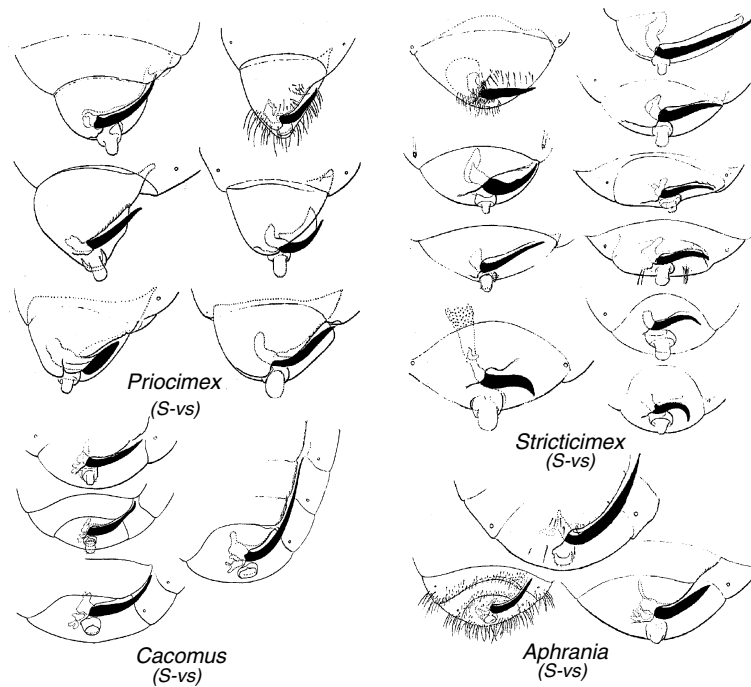 Priocimex
(S-vs)
Stricticimex
(S-vs)
Cacomus
(S-vs)
Aphrania
(S-vs)